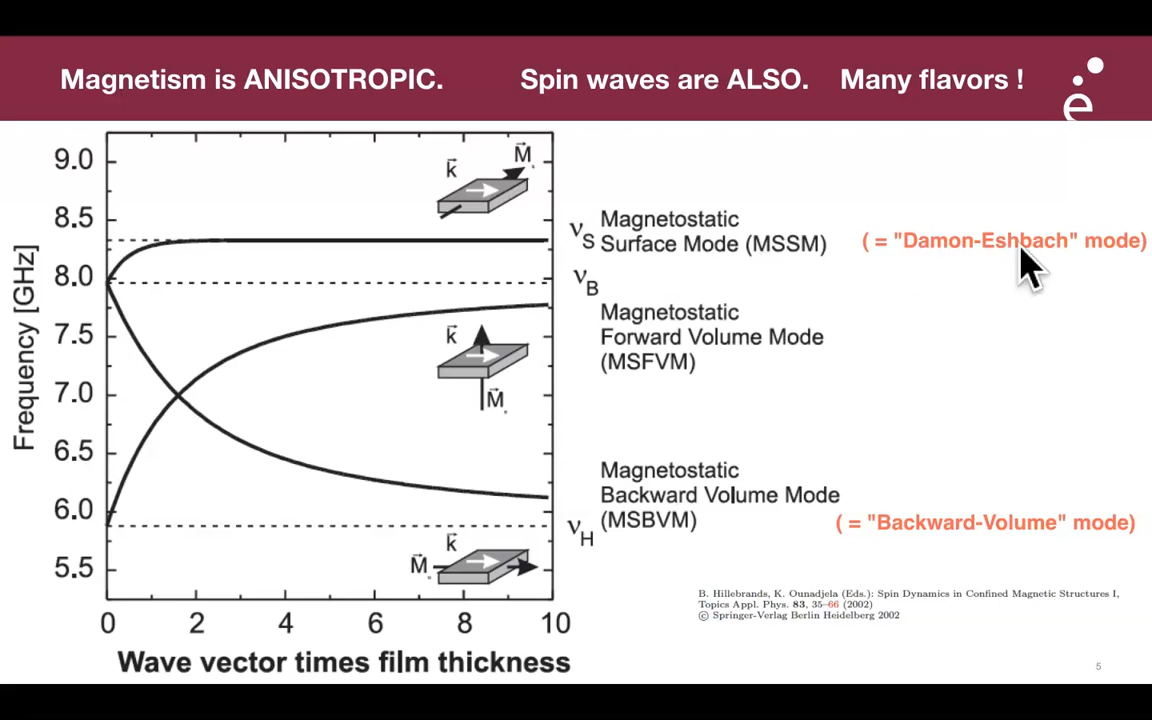 Magnetism is ANISOTROPIC. Spin waves are ALSO. Many flavors !
e
9.0
8.5
8.0
7.5
7.0
6.5
6.0
5.5
Frequency [GHz]
0 2 4 6 8 10
Wave vector times film thickness
k M
k
M
k
M
νS Magnetostatic
Surface Mode (MSSM)
( = "Damon-Eshbach" mode)
νB
Magnetostatic
Forward Volume Mode
(MSFVM)
Magnetostatic
Backward Volume Mode
νH (MSBVM)
( = "Backward-Volume" mode)
B. Hillebrands, K. Ounadjela (Eds.): Spin Dynamics in Confined Magnetic Structures I,
Topics Appl. Phys. 83, 35–66 (2002)
© Springer-Verlag Berlin Heidelberg 2002
5